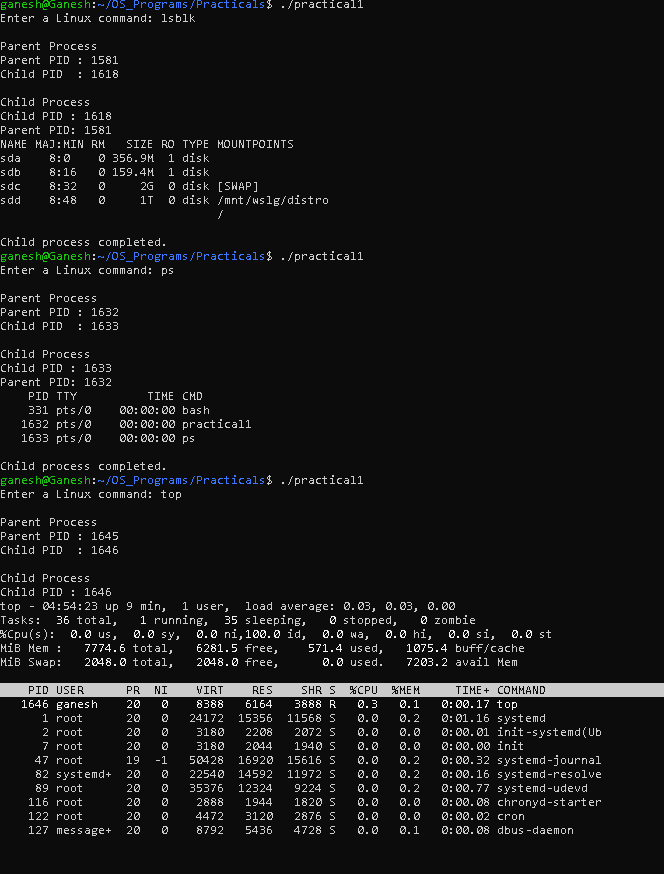 ganesh@Ganesh:~/OS_Programs/Practicals$ ./practical1
Enter a Linux command: lsblk
Parent Process
Parent PID : 1581
Child PID  : 1618
Child Process
Child PID : 1618
Parent PID: 1581
NAME MAJ:MIN RM   SIZE RO TYPE MOUNTPOINTS
sda    8:0    0 356.9M  1 disk
sdb    8:16   0 159.4M  1 disk
sdc    8:32   0     2G  0 disk [SWAP]
sdd    8:48   0     1T  0 disk /mnt/wslg/distro
/
Child process completed.
ganesh@Ganesh:~/OS_Programs/Practicals$ ./practical1
Enter a Linux command: ps
Parent Process
Parent PID : 1632
Child PID  : 1633
Child Process
Child PID : 1633
Parent PID: 1632
PID TTY          TIME CMD
331 pts/0    00:00:00 bash
1632 pts/0    00:00:00 practical1
1633 pts/0    00:00:00 ps
Child process completed.
ganesh@Ganesh:~/OS_Programs/Practicals$ ./practical1
Enter a Linux command: top
Parent Process
Parent PID : 1645
Child PID  : 1646
Child Process
Child PID : 1646
top - 04:54:23 up 9 min,  1 user,  load average: 0.03, 0.03, 0.00
Tasks:  36 total,   1 running,  35 sleeping,   0 stopped,   0 zombie
%Cpu(s):  0.0 us,  0.0 sy,  0.0 ni,100.0 id,  0.0 wa,  0.0 hi,  0.0 si,  0.0 st
MiB Mem :   7774.6 total,   6281.5 free,    571.4 used,   1075.4 buff/cache
MiB Swap:   2048.0 total,   2048.0 free,      0.0 used.   7203.2 avail Mem
PID USER      PR  NI    VIRT    RES    SHR S  %CPU  %MEM     TIME+ COMMAND
1646 ganesh    20   0    8388   6164   3888 R   0.3   0.1   0:00.17 top
1 root      20   0   24172  15356  11568 S   0.0   0.2   0:01.16 systemd
2 root      20   0    3180   2208   2072 S   0.0   0.0   0:00.01 init-systemd(Ub
7 root      20   0    3180   2044   1940 S   0.0   0.0   0:00.00 init
47 root      19  -1   50428  16920  15616 S   0.0   0.2   0:00.32 systemd-journal
82 systemd+  20   0   22540  14592  11972 S   0.0   0.2   0:00.16 systemd-resolve
89 root      20   0   35376  12324   9224 S   0.0   0.2   0:00.77 systemd-udevd
116 root      20   0    2888   1944   1820 S   0.0   0.0   0:00.08 chronyd-starter
122 root      20   0    4472   3120   2876 S   0.0   0.0   0:00.02 cron
127 message+  20   0    8792   5436   4728 S   0.0   0.1   0:00.08 dbus-daemon